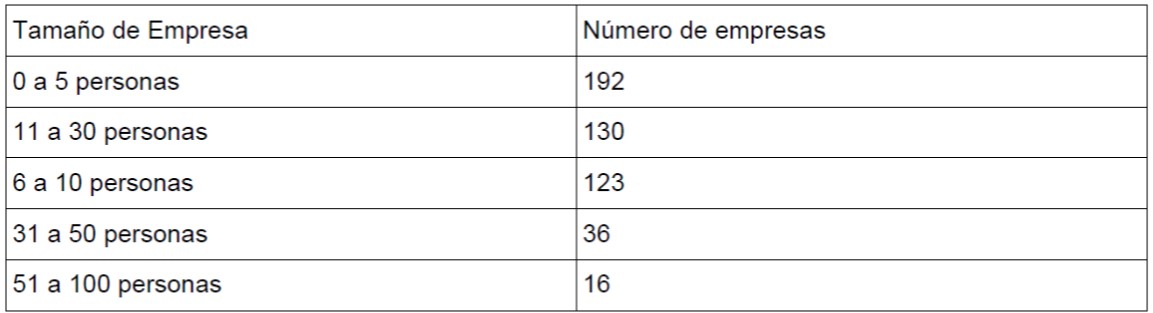 Tamaño de Empresa Número de empresas
0 a 5 personas 192
11 a 30 personas 130
6 a 10 personas 123
31 a 50 personas 36
51 a 100 personas 16